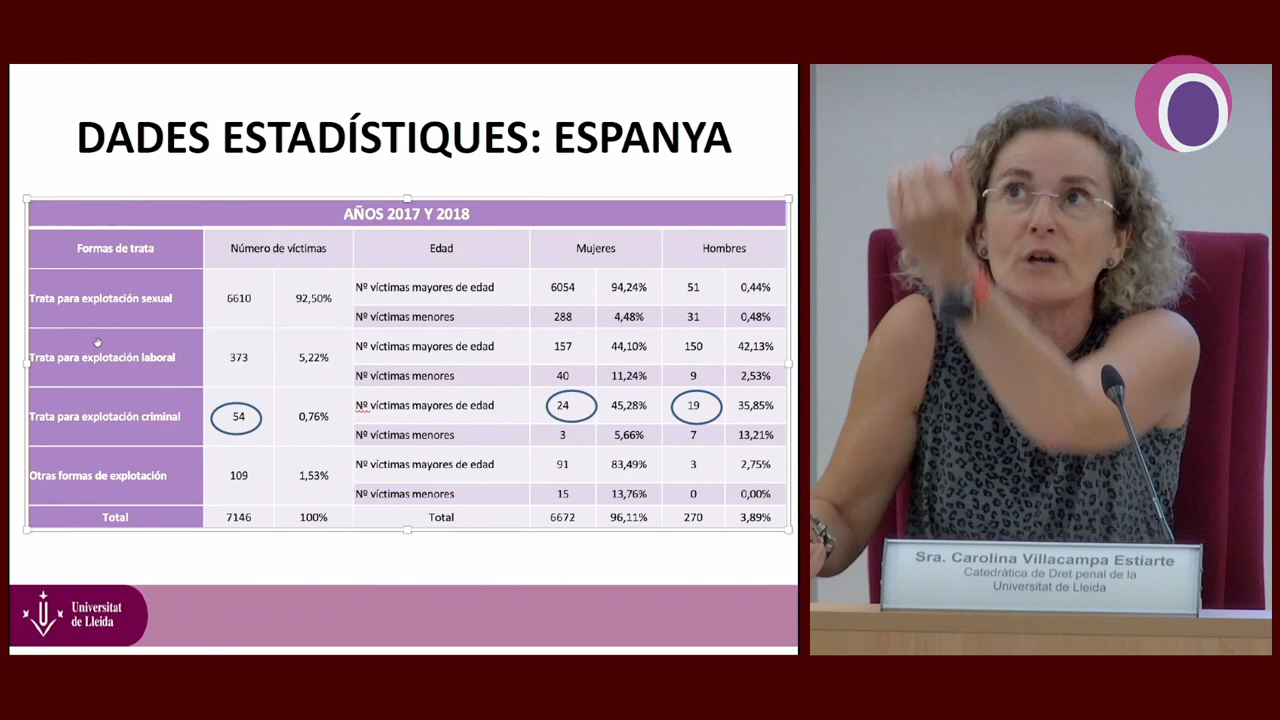 DADES ESTADÍSTIQUES: ESPANYA
AÑOS 2017 Y 2018
Formas de trata Número de víctimas Edad Mujeres Hombres
Trata para explotación sexual 6610 92,50% Nº víctimas mayores de edad 6054 94,24% 51 0,44%
Nº víctimas menores 288 4,48% 31 0,48%
Trata para explotación laboral 373 5,22% Nº víctimas mayores de edad 157 44,10% 150 42,13%
Nº víctimas menores 40 11,24% 9 2,53%
Trata para explotación criminal 54 0,76% Nº víctimas mayores de edad 24 45,28% 19 35,85%
Nº víctimas menores 3 5,66% 7 13,21%
Otras formas de explotación 109 1,53% Nº víctimas mayores de edad 91 83,49% 3 2,75%
Nº víctimas menores 15 13,76% 0 0,00%
Total 7146 100% Total 6672 96,11% 270 3,89%
Universitat
de Lleida
Sra. Carolina Villacampa Estiarte
Catedrática de Dret penal de la
Universitat de Lleida